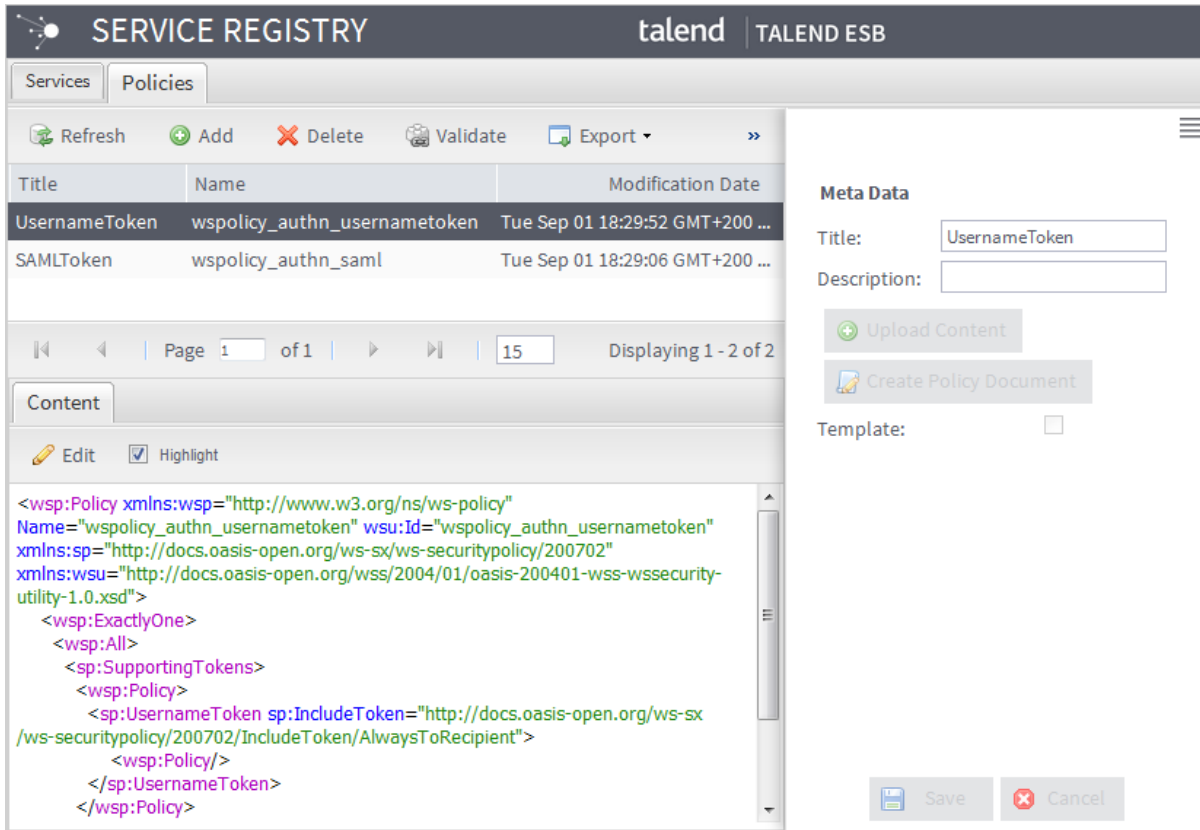 SERVICE REGISTRY
talend | TALEND ESB
Services
Policies
Refresh
Add
Delete
Validate
Export
»
Title
Name
Modification Date
UsernameToken
wspolicy_authn_usernametoken
Tue Sep 01 18:29:52 GMT+200 ...
SAMLToken
wspolicy_authn_saml
Tue Sep 01 18:29:06 GMT+200 ...
Page 1 of 1
15
Displaying 1 - 2 of 2
Content
Edit
Highlight
<wsp:Policy xmlns:wsp="http://www.w3.org/ns/ws-policy"
Name="wspolicy_authn_usernametoken" wsu:Id="wspolicy_authn_usernametoken"
xmlns:sp="http://docs.oasis-open.org/ws-sx/ws-securitypolicy/200702"
xmlns:wsu="http://docs.oasis-open.org/wss/2004/01/oasis-200401-wss-wssecurity-
utility-1.0.xsd">
<wsp:ExactlyOne>
<wsp:All>
<sp:SupportingTokens>
<wsp:Policy>
<sp:UsernameToken sp:IncludeToken="http://docs.oasis-open.org/ws-sx
/ws-securitypolicy/200702/IncludeToken/AlwaysToRecipient">
<wsp:Policy/>
</sp:UsernameToken>
</wsp:Policy>
Meta Data
Title: UsernameToken
Description:
Upload Content
Create Policy Document
Template:
Save
Cancel